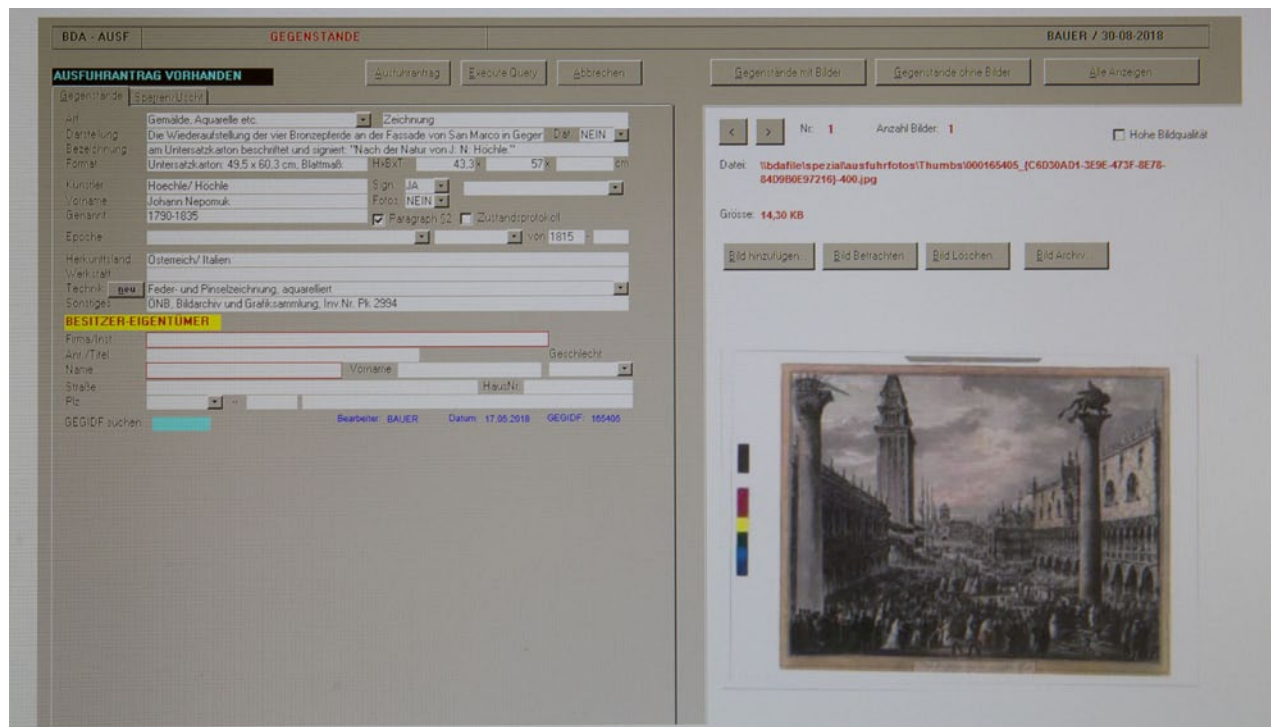 BDA - AUSF GEGENSTÄNDE BAUER / 30-08-2018
AUSFUHRANTRAG VORHANDEN Ausfuhrantrag Execute Query Abbrechen Gegenstände mit Bilder Gegenstände ohne Bilder Alle Anzeigen
Gegenstände
Art Gemälde, Aquarelle etc. Zeichnung
Darstellung Die Wiederaufstellung der vier Bronzepferde an der Fassade von San Marco in Geger Dat NEIN
Bezeichnung am Untersatzkarton beschriftet und signiert: "Nach der Natur von J. N. Hochle."
Format Untersatzkarton: 49,5 x 60,3 cm, Blattmaß: HxBxT 43,3 x 57 x cm
Künstler Hoechle/ Höchle Sign JA
Vorname Johann Nepomuk Fotos NEIN
Genannt 1790-1835 Paragraph 52 Zustandsprotokoll
Epoche von 1815 -
Herkunftsland Österreich/ Italien
Werkstatt
Technik neu Feder- und Pinselzeichnung, aquarelliert
Sonstiges ÖNB, Bildarchiv und Grafiksammlung, Inv.Nr. Pk 2994
BESITZER-EIGENTÜMER
Firma/Inst
Anr./Titel Geschlecht
Name Vorname
Straße HausNr.
Plz -
GEGIDF suchen Bearbeiter: BAUER Datum: 17.05.2018 GEGIDF: 165405
< > Nr: 1 Anzahl Bilder: 1 Hohe Bildqualität
Datei: \\bdafile\spezial\ausfuhrfotos\Thumbs\000165405_{C6D30AD1-3E9E-473F-8E78-
84D9B0E97216}-400.jpg
Grösse: 14,30 KB
Bild hinzufügen... Bild Betrachten Bild Löschen Bild Archiv...